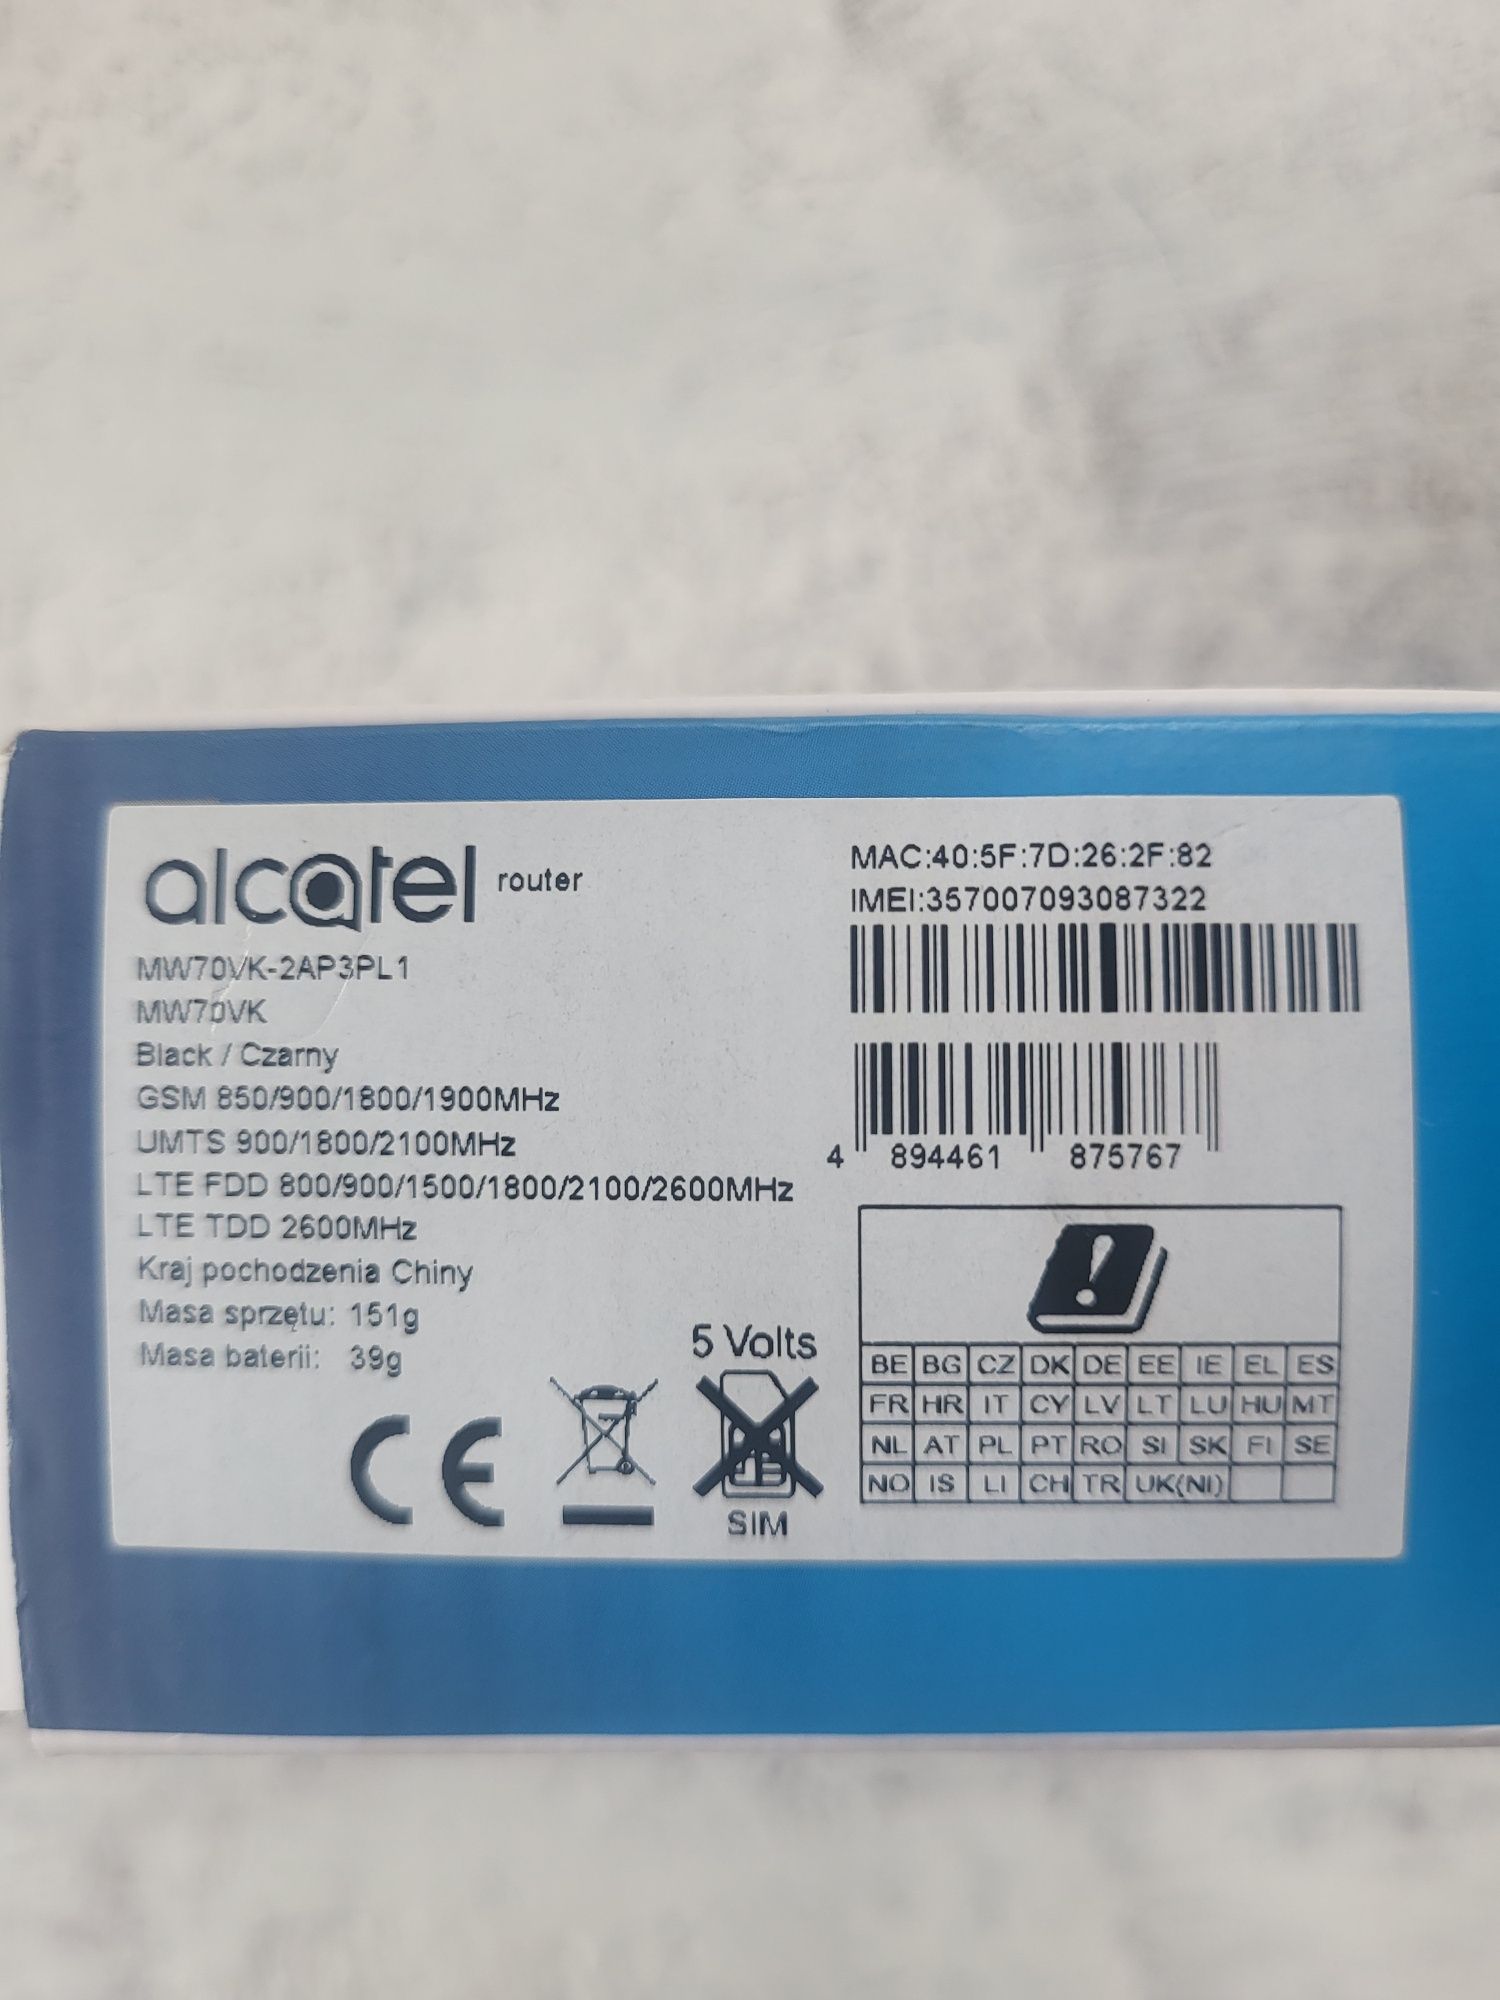 alcatel router
MW70VK-2AP3PL1
MW70VK
Black / Czarny
GSM 850/900/1800/1900MHz
UMTS 900/1800/2100MHz
LTE FDD 800/900/1500/1800/2100/2600MHz
LTE TDD 2600MHz
Kraj pochodzenia Chiny
Masa sprzętu: 151g
Masa baterii: 39g
CE
5 Volts
SIM
MAC:40:5F:7D:26:2F:82
IMEI:357007093087322
4 894461 875767
BE BG CZ DK DE EE IE EL ES
FR HR IT CY LV LT LU HU MT
NL AT PL PT RO SI SK FI SE
NO IS LI CH TR UK(NI)